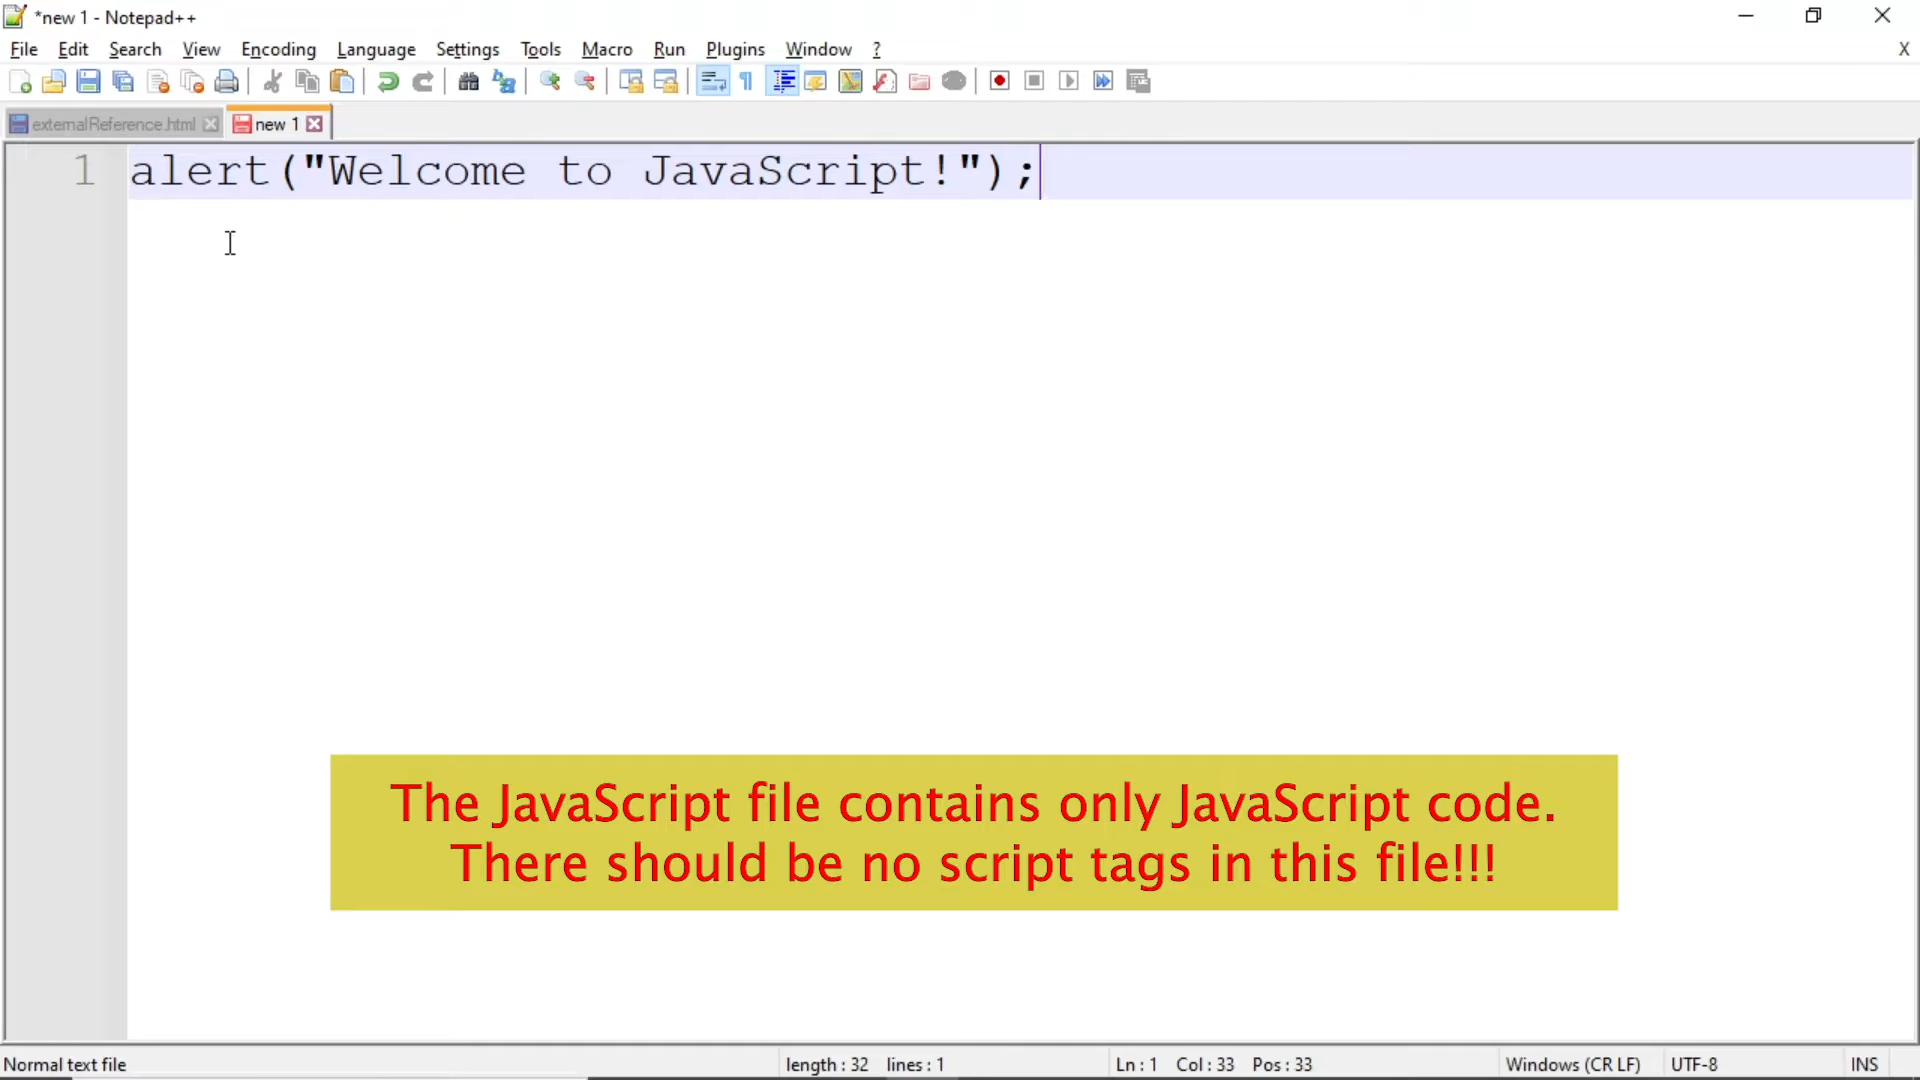 *new 1 - Notepad++
File Edit Search View Encoding Language Settings Tools Macro Run Plugins Window ? X
externalReference.html new 1
1 alert("Welcome to JavaScript!");
The JavaScript file contains only JavaScript code.
There should be no script tags in this file!!!
Normal text file length : 32 lines : 1 Ln : 1 Col : 33 Pos : 33 Windows (CR LF) UTF-8 INS